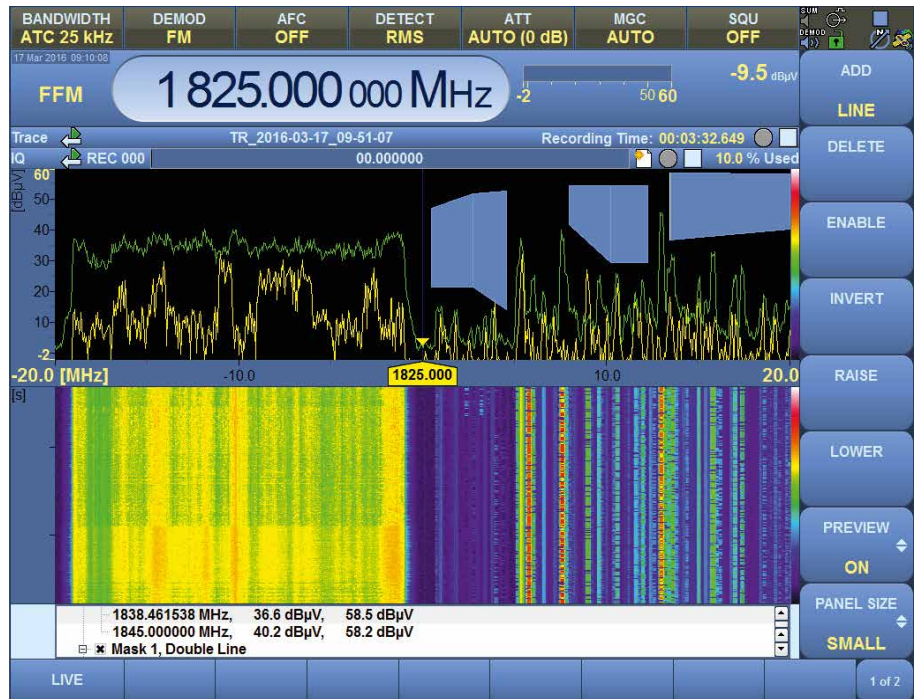 BANDWIDTH DEMOD AFC DETECT ATT MGC SQU SUM
ATC 25 kHz FM OFF RMS AUTO (0 dB) AUTO OFF DEMOD
17 Mar 2016 09:10:08
FFM 1 825.000 000 MHz -2 50 60 -9.5 dBµV
Trace TR_2016-03-17_09-51-07 Recording Time: 00:03:32.649
IQ REC 000 00.000000 10.0 % Used
[dBµV]
60
50
40
30
20
10
-2
-20.0 [MHz] -10.0 1825.000 10.0 20.0
[s]
1838.461538 MHz, 36.6 dBµV, 58.5 dBµV
1845.000000 MHz, 40.2 dBµV, 58.2 dBµV
Mask 1, Double Line
ADD
LINE
DELETE
ENABLE
INVERT
RAISE
LOWER
PREVIEW
ON
PANEL SIZE
SMALL
LIVE 1 of 2